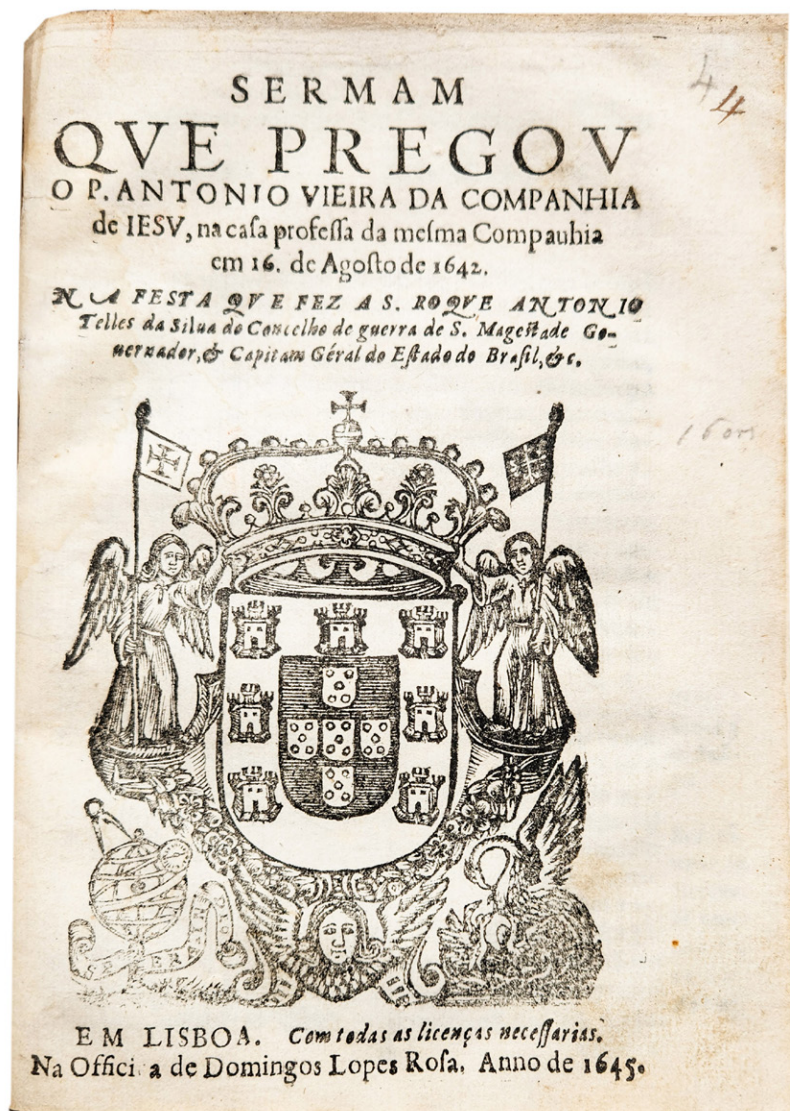 SERMAM
QVE PREGOV
O P. ANTONIO VIEIRA DA COMPANHIA
de IESV, na caſa profeſſa da meſma Compauhia
em 16. de Agoſto de 1642.
NA FESTA QVE FEZ A S. ROQVE ANTONIO
Telles da Silua do Concelho de guerra de S. Mageſtade Go-
uernador, & Capitam Géral do Eſtado do Brasil, &c.
4
4
EM LISBOA. Com todas as licenças neceſſarias.
Na Offici a de Domingos Lopes Roſa. Anno de 1645.